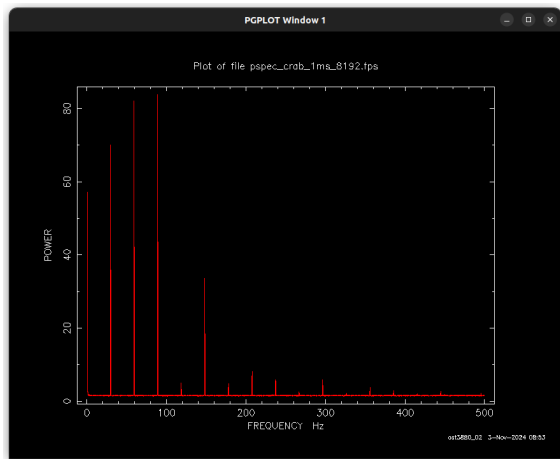 PGPLOT Window 1
Plot of file pspec_crab_1ms_8192.fps
80
60
40
20
0
POWER
0 100 200 300 400 500
FREQUENCY Hz
ast3880_02 3-Nov-2024 08:53